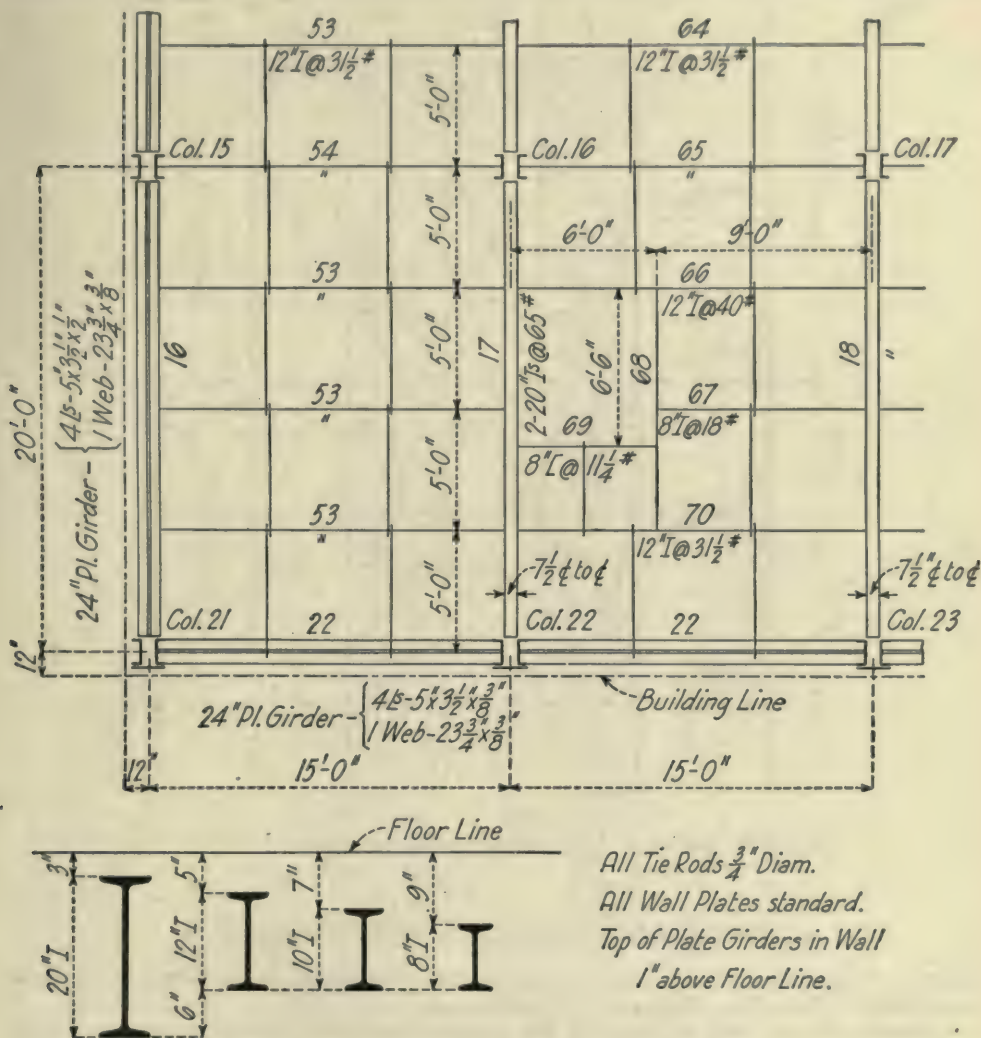 53
64
12"I@31½#
12"I@31½#
5'-0"
Col. 15
54
Col. 16
65
Col. 17
"
"
5'-0"
6'-0"
9'-0"
53
66
"
12"I@40#
20'-0"
24" Pl. Girder-
4 Ls-5"x3½"x½"
1 Web-23¾"x⅜"
16
5'-0"
17
2-20"Is@65#
6'-6"
68
18
"
53
67
"
8"I@18#
69
8"[@11¼#
5'-0"
53
70
"
12"I@31½#
5'-0"
7½"¢ to ¢
7½"¢ to ¢
Col. 21
22
Col. 22
22
Col. 23
12"
24" Pl. Girder-
4 Ls-5"x3½"x⅜"
1 Web-23¾"x⅜"
Building Line
12"
15'-0"
15'-0"
Floor Line
3"
5"
7"
9"
20"I
12"I
10"I
8"I
6"
All Tie Rods ¾" Diam.
All Wall Plates standard.
Top of Plate Girders in Wall
1" above Floor Line.